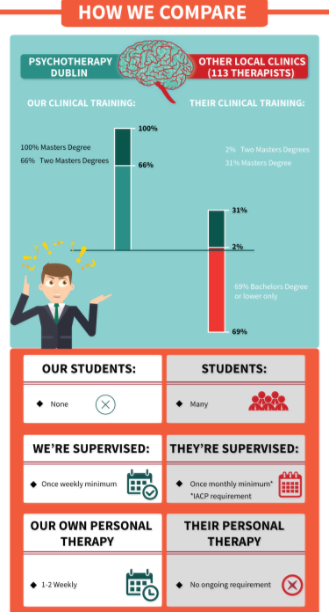 HOW WE COMPARE
PSYCHOTHERAPY
DUBLIN
OTHER LOCAL CLINICS
(113 THERAPISTS)
OUR CLINICAL TRAINING:
THEIR CLINICAL TRAINING:
100% Masters Degree
66% Two Masters Degrees
100%
66%
2% Two Masters Degrees
31% Masters Degree
31%
2%
69% Bachelors Degree
or lower only
69%
OUR STUDENTS:
◆ None
STUDENTS:
◆ Many
WE'RE SUPERVISED:
◆ Once weekly minimum
THEY'RE SUPERVISED:
◆ Once monthly minimum*
*IACP requirement
OUR OWN PERSONAL
THERAPY
◆ 1-2 Weekly
THEIR PERSONAL
THERAPY
◆ No ongoing requirement